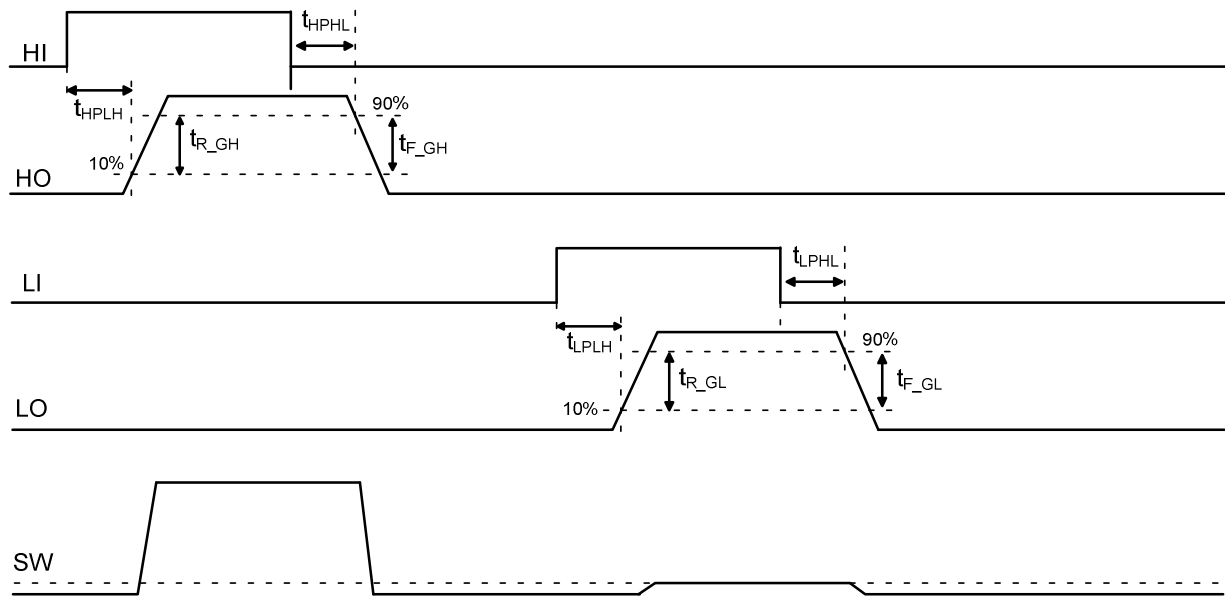 HI
tHPHL
tHPLH
90%
tR_GH
tF_GH
10%
HO
LI
tLPHL
tLPLH
90%
tR_GL
tF_GL
10%
LO
SW